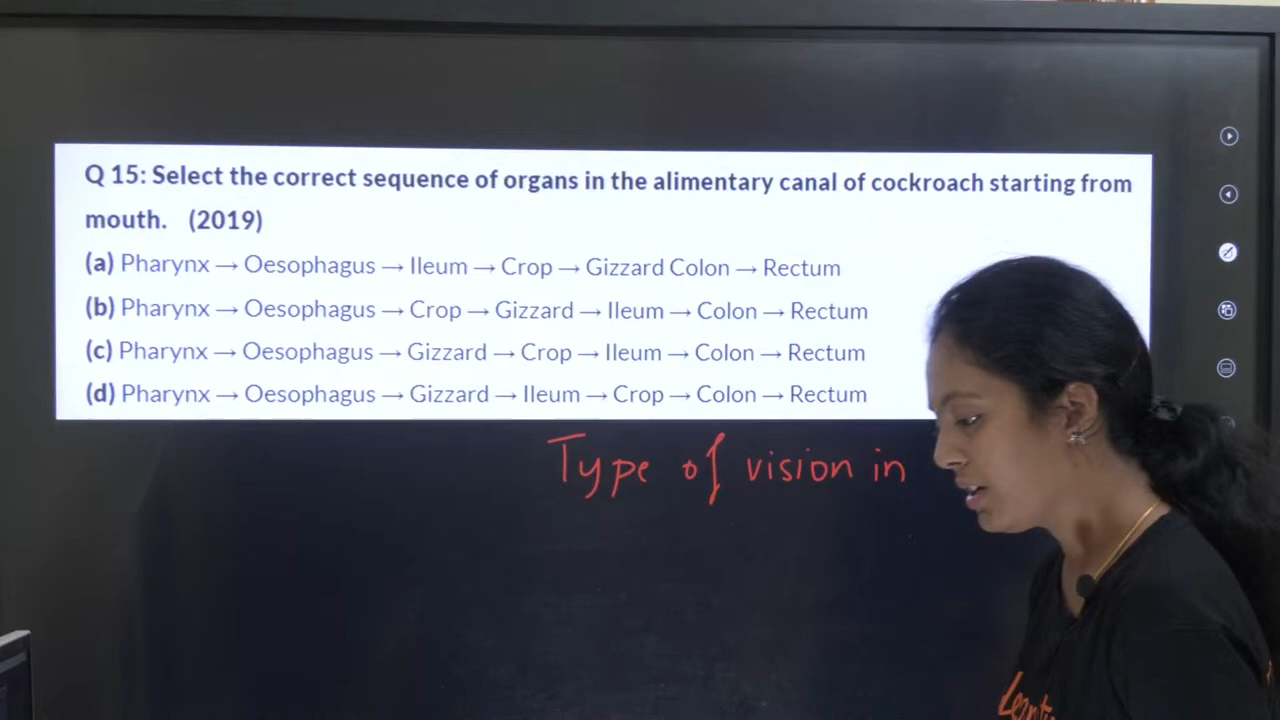 Q 15: Select the correct sequence of organs in the alimentary canal of cockroach starting from
mouth. (2019)
(a) Pharynx → Oesophagus → Ileum → Crop → Gizzard Colon → Rectum
(b) Pharynx → Oesophagus → Crop → Gizzard → Ileum → Colon → Rectum
(c) Pharynx → Oesophagus → Gizzard → Crop → Ileum → Colon → Rectum
(d) Pharynx → Oesophagus → Gizzard → Ileum → Crop → Colon → Rectum
Type of vision in